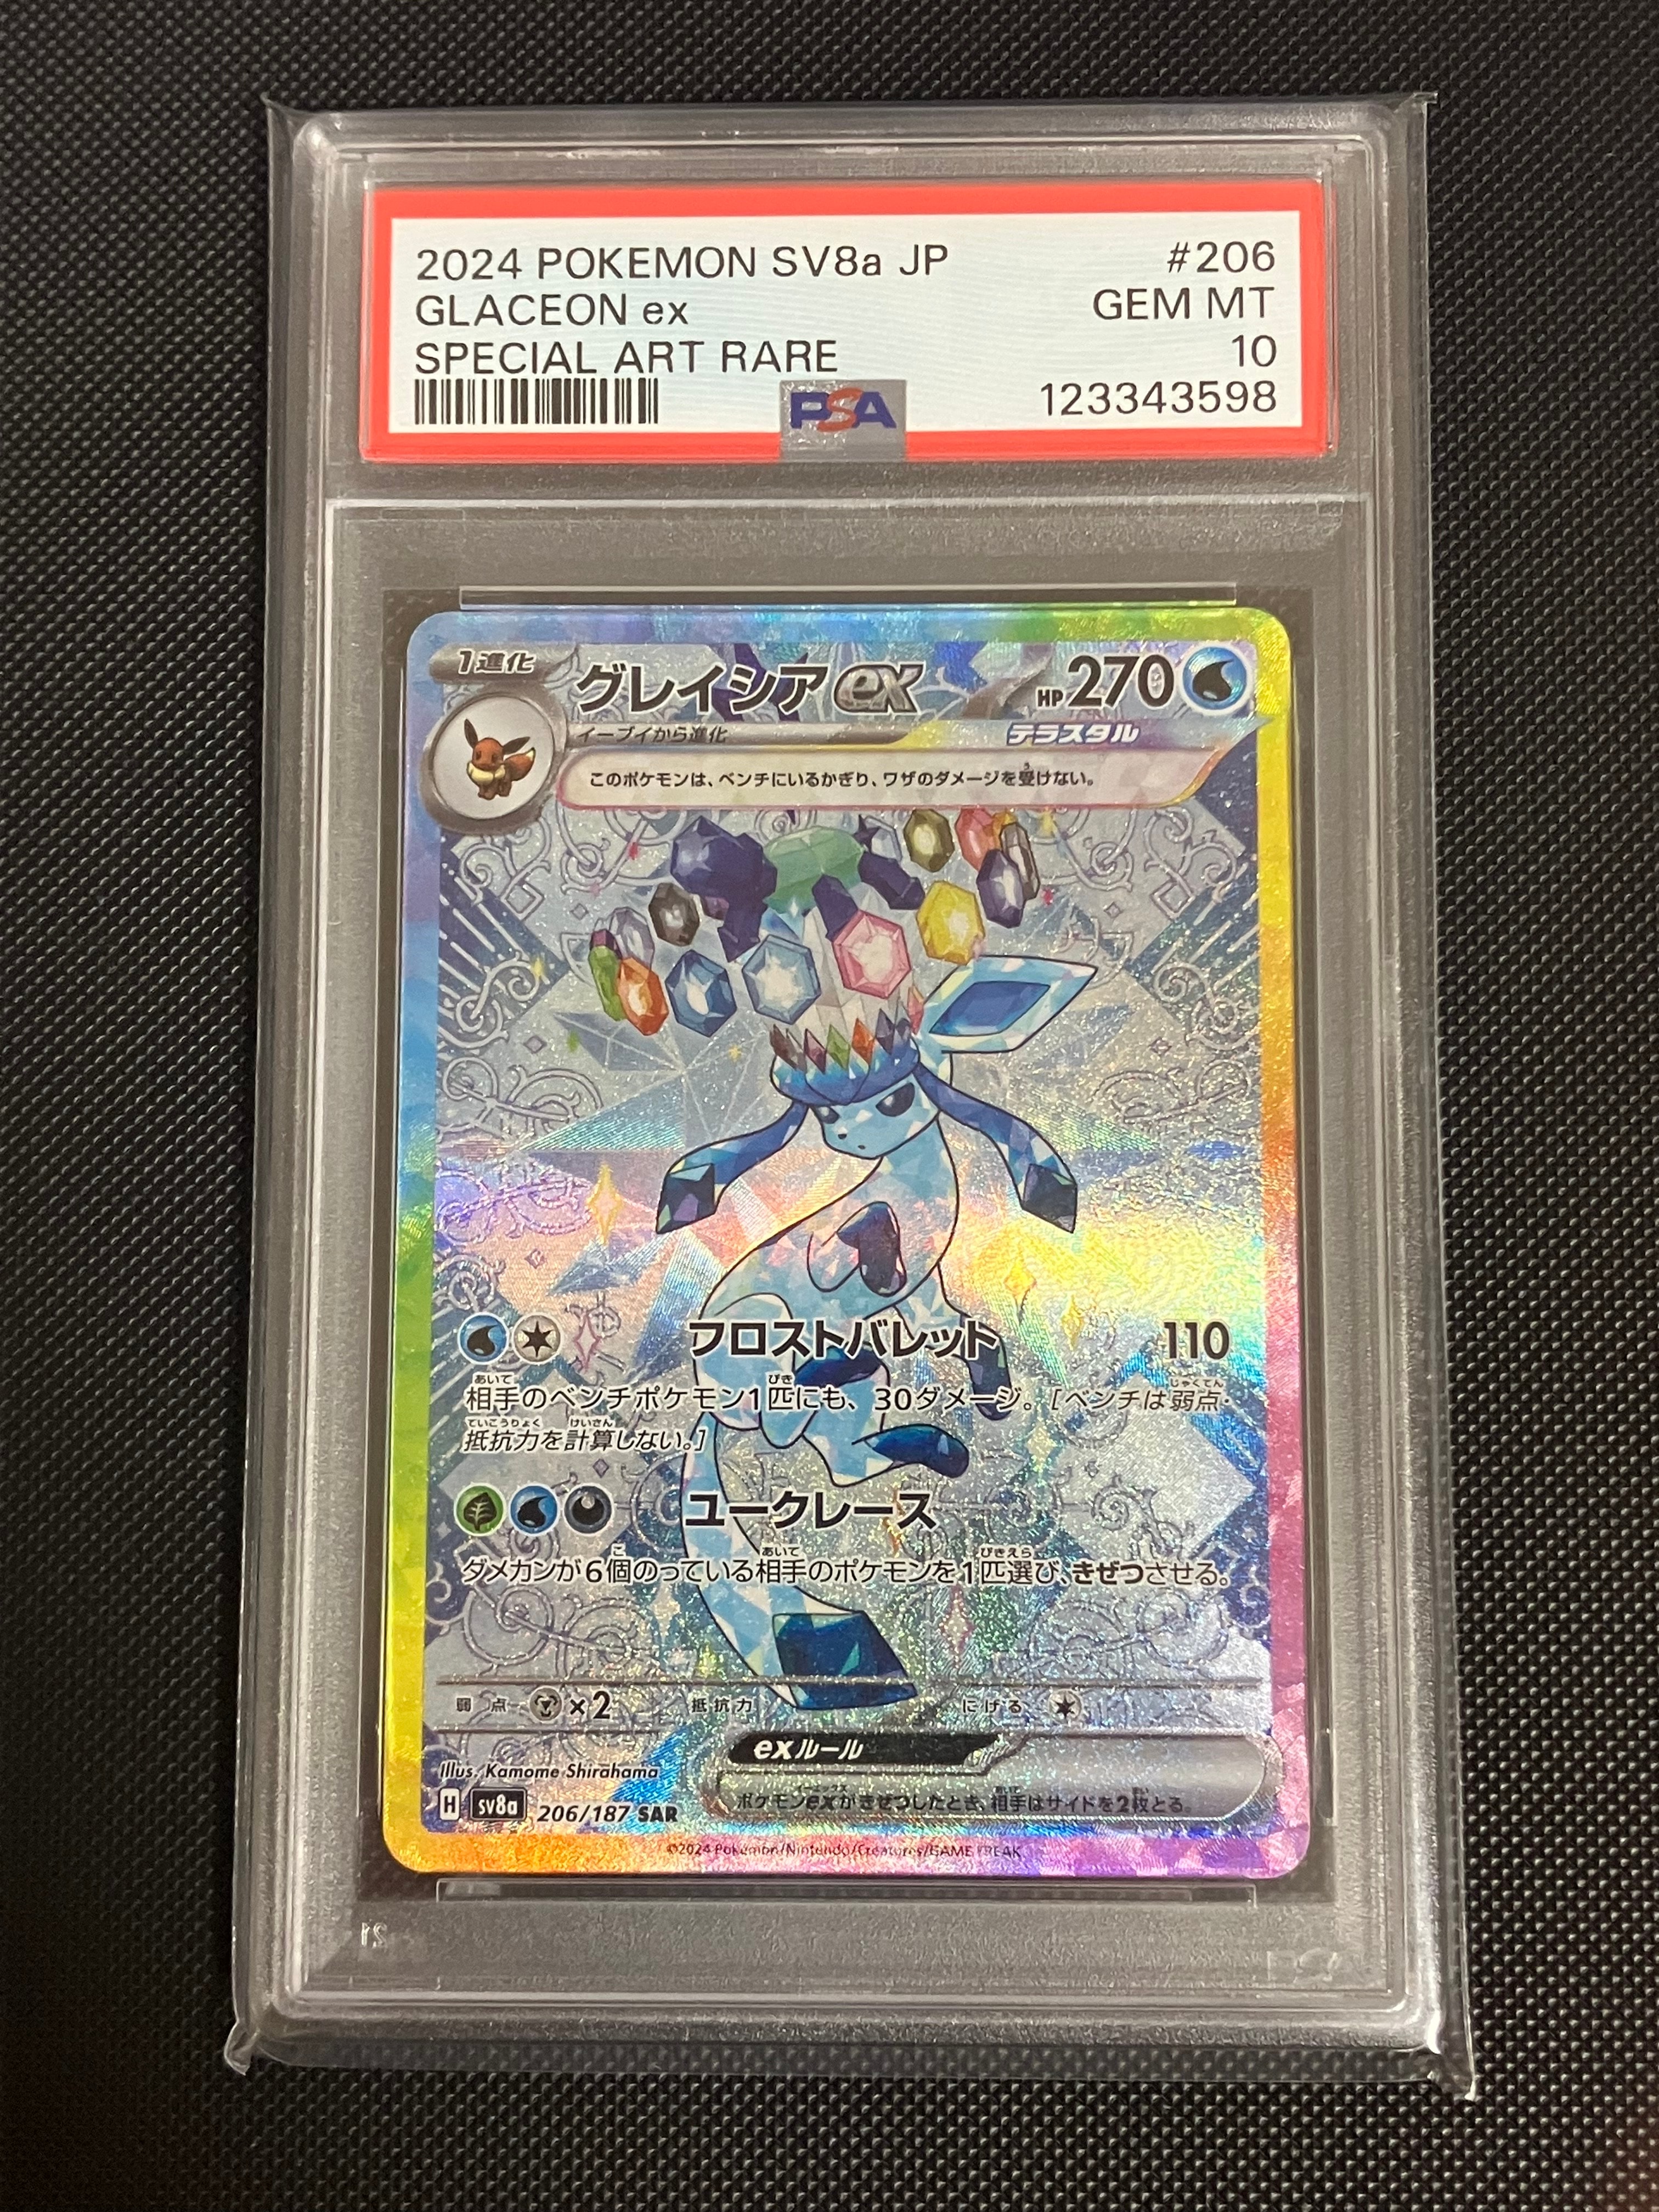 2024 POKEMON SV8a JP #206
GLACEON ex GEM MT
SPECIAL ART RARE 10
PSA 123343598
1進化 グレイシアex HP270
イーブイから進化 テラスタル
このポケモンは、ベンチにいるかぎり、ワザのダメージを受けない。
フロストバレット 110
相手のベンチポケモン1匹にも、30ダメージ。[ベンチは弱点・
抵抗力を計算しない。]
ユークレース
ダメカンが6個のっている相手のポケモンを1匹選び、きぜつさせる。
弱点 ×2 抵抗力 にげる
exルール
ポケモンexがきぜつしたとき、相手はサイドを2枚とる。
Illus. Kamome Shirahama
H sv8a 206/187 SAR
©2024 Pokémon/Nintendo/Creatures/GAME FREAK